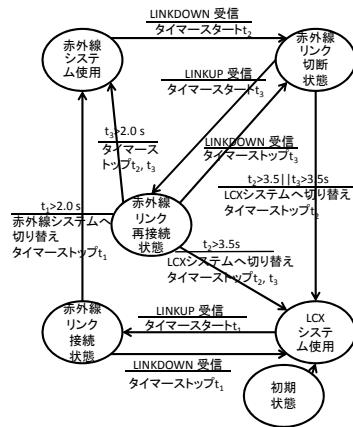 LINKDOWN 受信
タイマースタートt2
赤外線
システ
ム使用
赤外線
リンク
切断
状態
LINKUP 受信
タイマースタートt3
t3>2.0 s
タイマース
トップt2, t3
LINKDOWN 受信
タイマーストップt3
t2>3.5||t3>3.5s
LCXシステムへ切り替え
タイマーストップt2
t1>2.0 s
赤外線システムへ
切り替え
タイマーストップt1
赤外線
リンク
再接続
状態
t2>3.5s
LCXシステムへ切り替え
タイマーストップt2, t3
赤外線
リンク
接続
状態
LINKUP 受信
タイマースタートt1
LCX
システ
ム使用
LINKDOWN 受信
タイマーストップt1
初期
状態